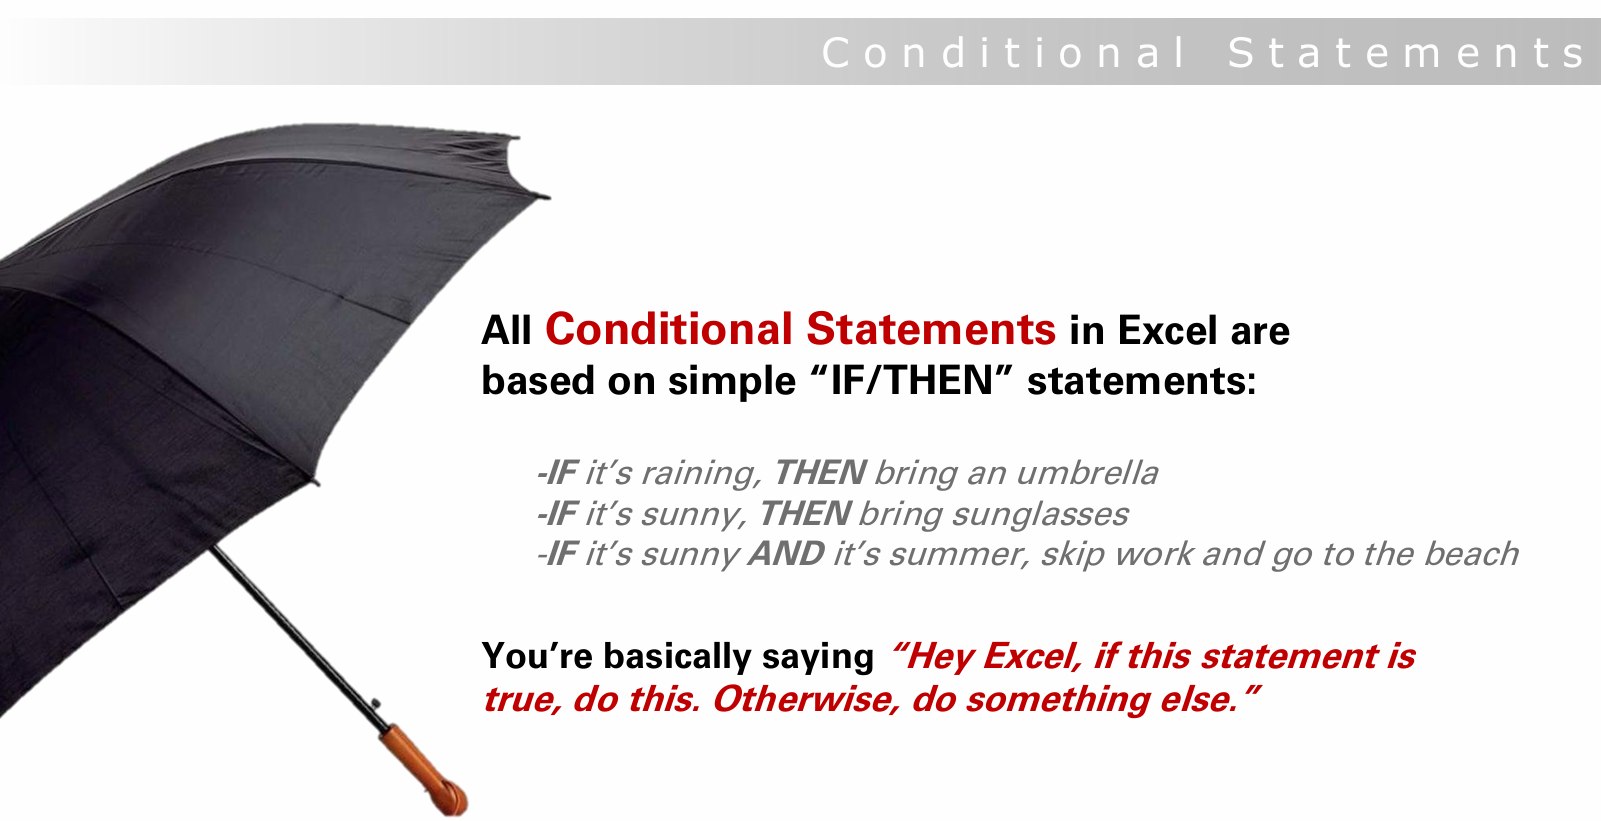 Conditional Statements
All Conditional Statements in Excel are
based on simple “IF/THEN” statements:
-IF it’s raining, THEN bring an umbrella
-IF it’s sunny, THEN bring sunglasses
-IF it’s sunny AND it’s summer, skip work and go to the beach
You’re basically saying “Hey Excel, if this statement is
true, do this. Otherwise, do something else.”